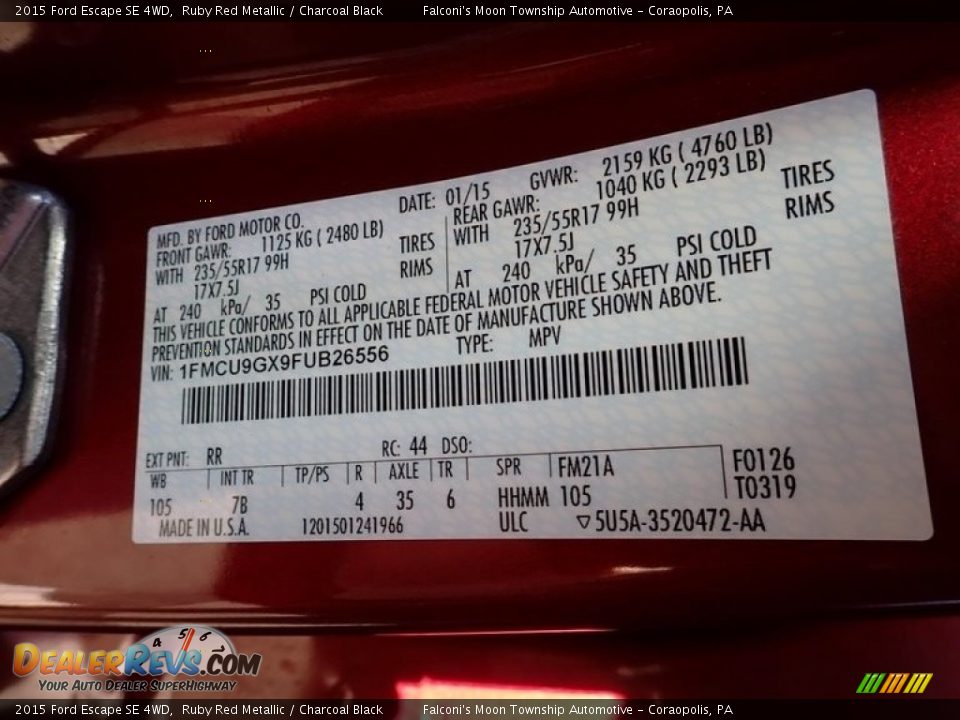 2015 Ford Escape SE 4WD,  Ruby Red Metallic / Charcoal Black    Falconi's Moon Township Automotive - Coraopolis, PA
MFD. BY FORD MOTOR CO.  DATE: 01/15  GVWR: 2159 KG ( 4760 LB)
FRONT GAWR: 1125 KG ( 2480 LB)  REAR GAWR: 1040 KG ( 2293 LB)
WITH 235/55R17 99H TIRES  WITH 235/55R17 99H TIRES
17X7.5J RIMS  17X7.5J RIMS
AT 240 kPa/ 35 PSI COLD  AT 240 kPa/ 35 PSI COLD
THIS VEHICLE CONFORMS TO ALL APPLICABLE FEDERAL MOTOR VEHICLE SAFETY AND THEFT
PREVENTION STANDARDS IN EFFECT ON THE DATE OF MANUFACTURE SHOWN ABOVE.
VIN: 1FMCU9GX9FUB26556  TYPE: MPV
EXT PNT: RR  RC: 44 DSO:
WB | INT TR | TP/PS | R | AXLE | TR | SPR | FM21A  F0126
105 7B 4 35 6 HHMM 105  T0319
MADE IN U.S.A. 1201501241966 ULC ▽5U5A-3520472-AA
4 5 6
DEALERREVS.COM
YOUR AUTO DEALER SUPERHIGHWAY
2015 Ford Escape SE 4WD,  Ruby Red Metallic / Charcoal Black    Falconi's Moon Township Automotive - Coraopolis, PA